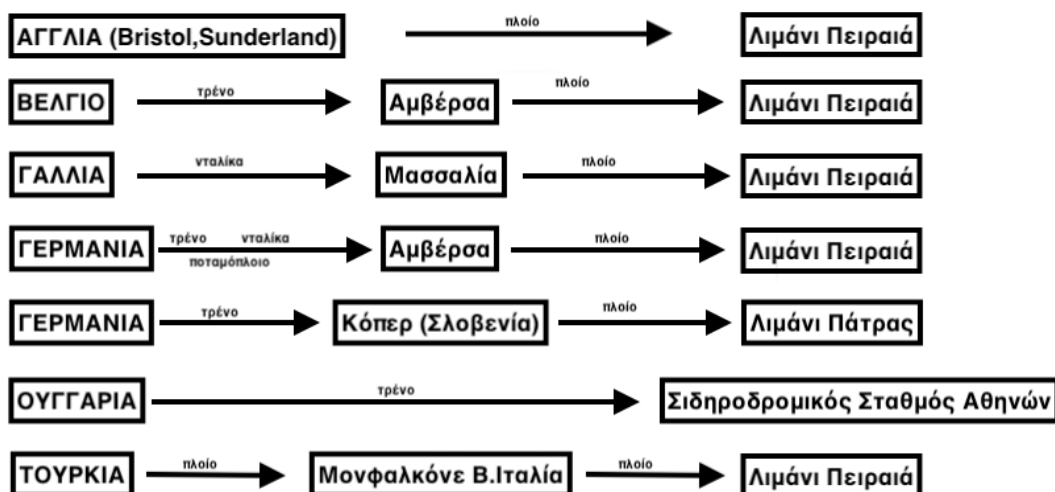 ΑΓΓΛΙΑ (Bristol,Sunderland) πλοίο Λιμάνι Πειραιά
ΒΕΛΓΙΟ τρένο Αμβέρσα πλοίο Λιμάνι Πειραιά
ΓΑΛΛΙΑ νταλίκα Μασσαλία πλοίο Λιμάνι Πειραιά
ΓΕΡΜΑΝΙΑ τρένο νταλίκα ποταμόπλοιο Αμβέρσα πλοίο Λιμάνι Πειραιά
ΓΕΡΜΑΝΙΑ τρένο Κόπερ (Σλοβενία) πλοίο Λιμάνι Πάτρας
ΟΥΓΓΑΡΙΑ τρένο Σιδηροδρομικός Σταθμός Αθηνών
ΤΟΥΡΚΙΑ πλοίο Μονφαλκόνε Β.Ιταλία πλοίο Λιμάνι Πειραιά